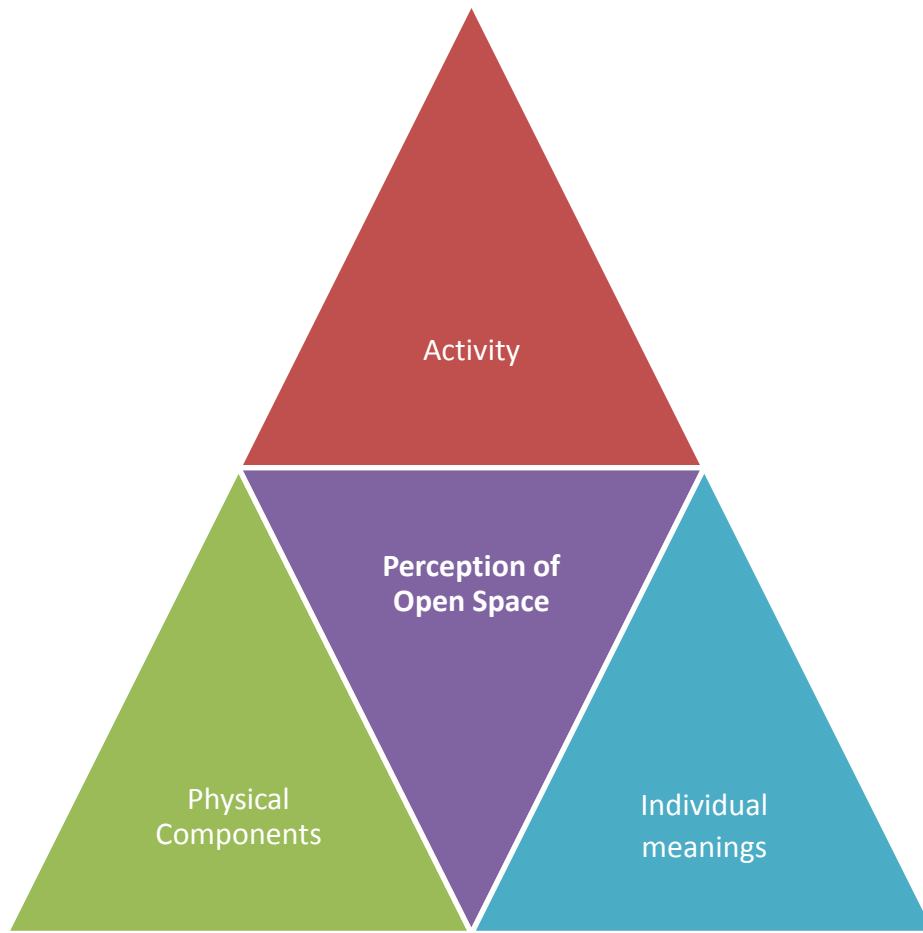 Activity
Perception of
Open Space
Physical
Components
Individual
meanings